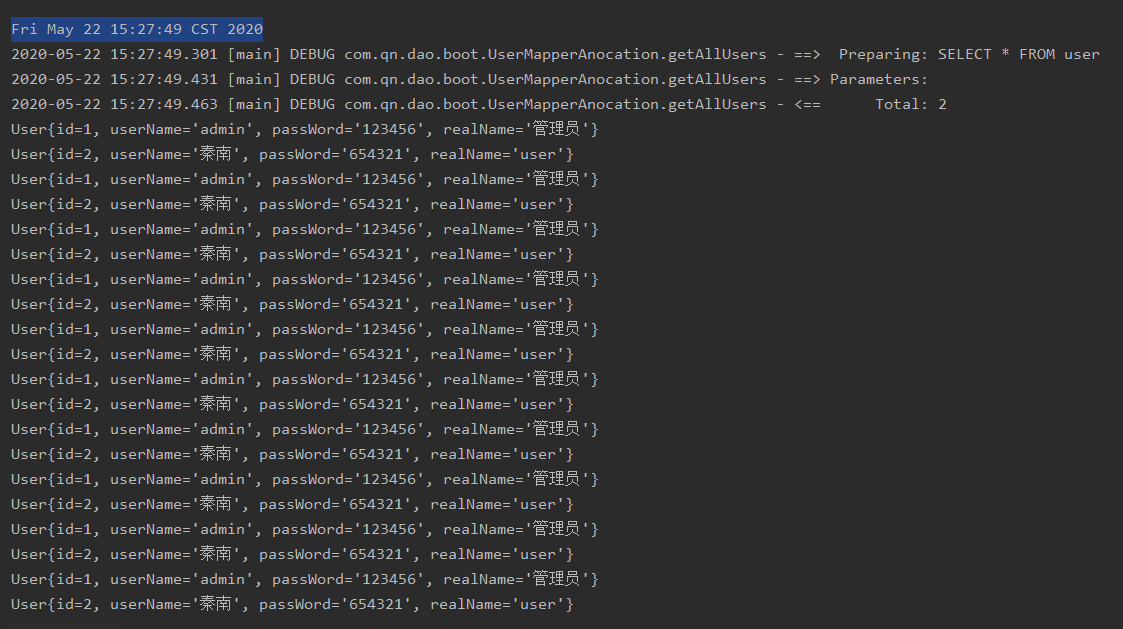 Fri May 22 15:27:49 CST 2020
2020-05-22 15:27:49.301 [main] DEBUG com.qn.dao.boot.UserMapperAnocation.getAllUsers - ==>  Preparing: SELECT * FROM user
2020-05-22 15:27:49.431 [main] DEBUG com.qn.dao.boot.UserMapperAnocation.getAllUsers - ==> Parameters:
2020-05-22 15:27:49.463 [main] DEBUG com.qn.dao.boot.UserMapperAnocation.getAllUsers - <==      Total: 2
User{id=1, userName='admin', passWord='123456', realName='管理员'}
User{id=2, userName='秦南', passWord='654321', realName='user'}
User{id=1, userName='admin', passWord='123456', realName='管理员'}
User{id=2, userName='秦南', passWord='654321', realName='user'}
User{id=1, userName='admin', passWord='123456', realName='管理员'}
User{id=2, userName='秦南', passWord='654321', realName='user'}
User{id=1, userName='admin', passWord='123456', realName='管理员'}
User{id=2, userName='秦南', passWord='654321', realName='user'}
User{id=1, userName='admin', passWord='123456', realName='管理员'}
User{id=2, userName='秦南', passWord='654321', realName='user'}
User{id=1, userName='admin', passWord='123456', realName='管理员'}
User{id=2, userName='秦南', passWord='654321', realName='user'}
User{id=1, userName='admin', passWord='123456', realName='管理员'}
User{id=2, userName='秦南', passWord='654321', realName='user'}
User{id=1, userName='admin', passWord='123456', realName='管理员'}
User{id=2, userName='秦南', passWord='654321', realName='user'}
User{id=1, userName='admin', passWord='123456', realName='管理员'}
User{id=2, userName='秦南', passWord='654321', realName='user'}
User{id=1, userName='admin', passWord='123456', realName='管理员'}
User{id=2, userName='秦南', passWord='654321', realName='user'}